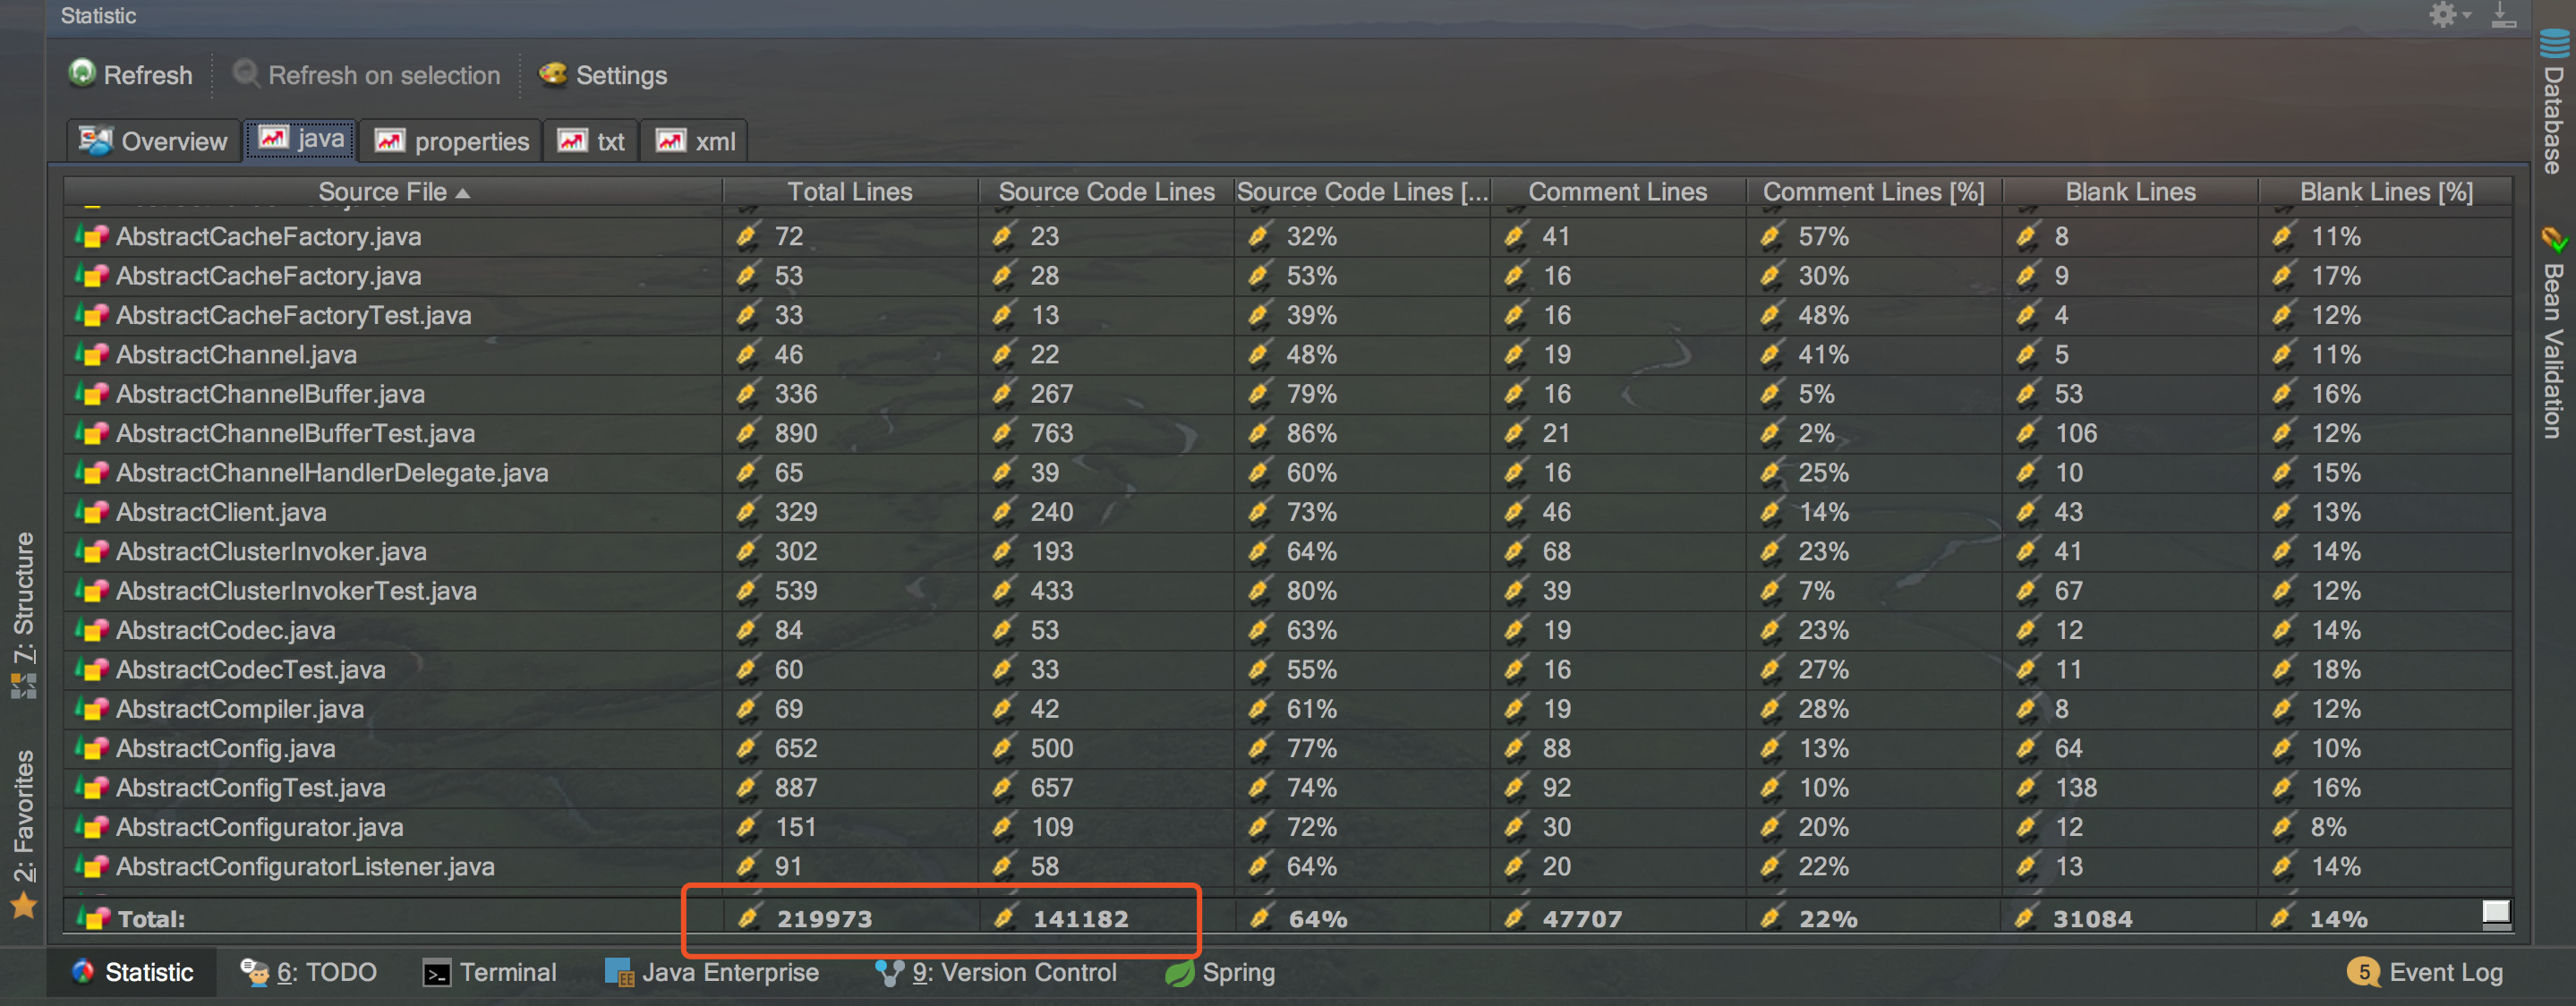 Statistic
Refresh Refresh on selection Settings
Overview java properties txt xml
Source File Total Lines Source Code Lines Source Code Lines [... Comment Lines Comment Lines [%] Blank Lines Blank Lines [%]
AbstractCacheFactory.java 72 23 32% 41 57% 8 11%
AbstractCacheFactory.java 53 28 53% 16 30% 9 17%
AbstractCacheFactoryTest.java 33 13 39% 16 48% 4 12%
AbstractChannel.java 46 22 48% 19 41% 5 11%
AbstractChannelBuffer.java 336 267 79% 16 5% 53 16%
AbstractChannelBufferTest.java 890 763 86% 21 2% 106 12%
AbstractChannelHandlerDelegate.java 65 39 60% 16 25% 10 15%
AbstractClient.java 329 240 73% 46 14% 43 13%
AbstractClusterInvoker.java 302 193 64% 68 23% 41 14%
AbstractClusterInvokerTest.java 539 433 80% 39 7% 67 12%
AbstractCodec.java 84 53 63% 19 23% 12 14%
AbstractCodecTest.java 60 33 55% 16 27% 11 18%
AbstractCompiler.java 69 42 61% 19 28% 8 12%
AbstractConfig.java 652 500 77% 88 13% 64 10%
AbstractConfigTest.java 887 657 74% 92 10% 138 16%
AbstractConfigurator.java 151 109 72% 30 20% 12 8%
AbstractConfiguratorListener.java 91 58 64% 20 22% 13 14%
Total: 219973 141182 64% 47707 22% 31084 14%
Statistic 6: TODO Terminal Java Enterprise 9: Version Control Spring 5 Event Log
7: Structure
2: Favorites
Database
Bean Validation